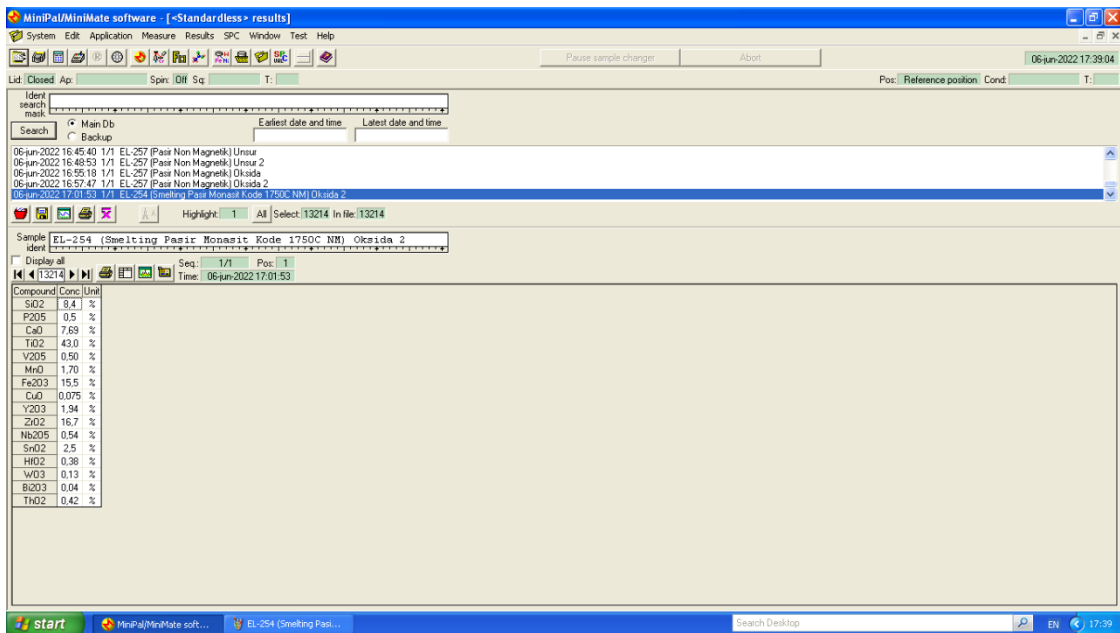 MiniPal/MiniMate software - [<Standardless> results]
System Edit Application Measure Results SPC Window Test Help
Pause sample changer Abort 06-jun-2022 17:39:04
Lid: Closed Ap: Spin: Off Sq: T: Pos: Reference position Cond: T:
Ident search mask
Search Main Db Earliest date and time Latest date and time
Backup
06-jun-2022 16:45:40 1/1 EL-257 (Pasir Non Magnetik) Unsur
06-jun-2022 16:48:53 1/1 EL-257 (Pasir Non Magnetik) Unsur 2
06-jun-2022 16:55:18 1/1 EL-257 (Pasir Non Magnetik) Oksida
06-jun-2022 16:57:47 1/1 EL-257 (Pasir Non Magnetik) Oksida 2
06-jun-2022 17:01:53 1/1 EL-254 (Smelting Pasir Monasit Kode 1750C NM) Oksida 2
Highlight: 1 All Select: 13214 In file: 13214
Sample ident EL-254 (Smelting Pasir Monasit Kode 1750C NM) Oksida 2
Display all Seq.: 1/1 Pos: 1
13214 Time: 06-jun-2022 17:01:53
Compound Conc Unit
SiO2 8,4 %
P2O5 0,5 %
CaO 7,69 %
TiO2 43,0 %
V2O5 0,50 %
MnO 1,70 %
Fe2O3 15,5 %
CuO 0,075 %
Y2O3 1,94 %
ZrO2 16,7 %
Nb2O5 0,54 %
SnO2 2,5 %
HfO2 0,38 %
WO3 0,13 %
Bi2O3 0,04 %
ThO2 0,42 %
start MiniPal/MiniMate soft... EL-254 (Smelting Pasi... Search Desktop EN 17:39